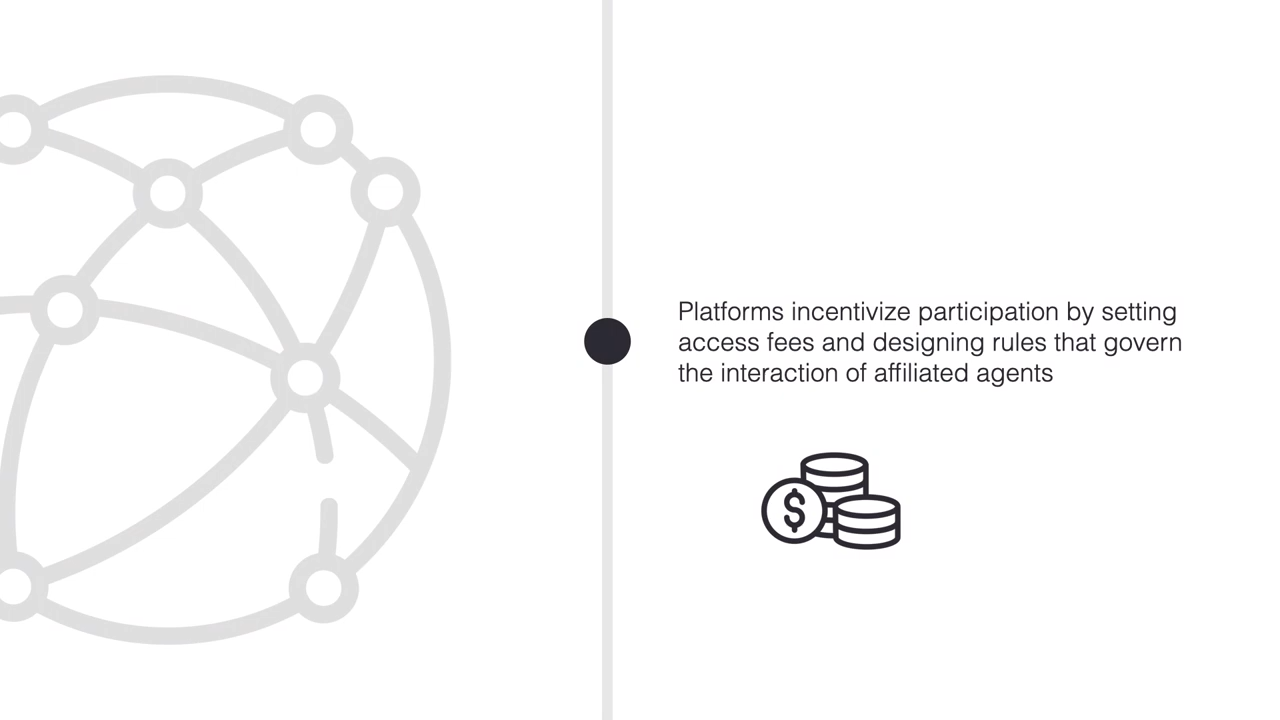 Platforms incentivize participation by setting
access fees and designing rules that govern
the interaction of affiliated agents
$